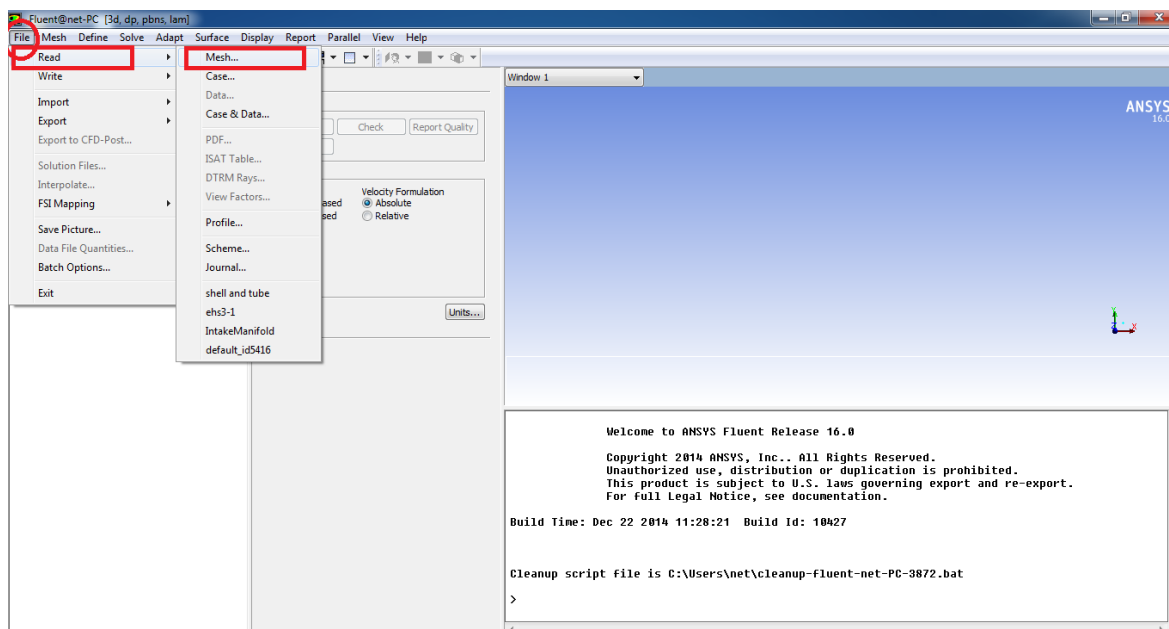 Fluent@net-PC [3d, dp, pbns, lam]
File Mesh Define Solve Adapt Surface Display Report Parallel View Help
Read
Write
Import
Export
Export to CFD-Post...
Solution Files...
Interpolate...
FSI Mapping
Save Picture...
Data File Quantities...
Batch Options...
Exit
Mesh...
Case...
Data...
Case & Data...
PDF...
ISAT Table...
DTRM Rays...
View Factors...
Profile...
Scheme...
Journal...
shell and tube
ehs3-1
IntakeManifold
default_id5416
Check Report Quality
Velocity Formulation
ased Absolute
sed Relative
Units...
Window 1
ANSYS
16.0
Y
Z X
Welcome to ANSYS Fluent Release 16.0
Copyright 2014 ANSYS, Inc.. All Rights Reserved.
Unauthorized use, distribution or duplication is prohibited.
This product is subject to U.S. laws governing export and re-export.
For full Legal Notice, see documentation.
Build Time: Dec 22 2014 11:28:21 Build Id: 10427
Cleanup script file is C:\Users\net\cleanup-fluent-net-PC-3872.bat
>